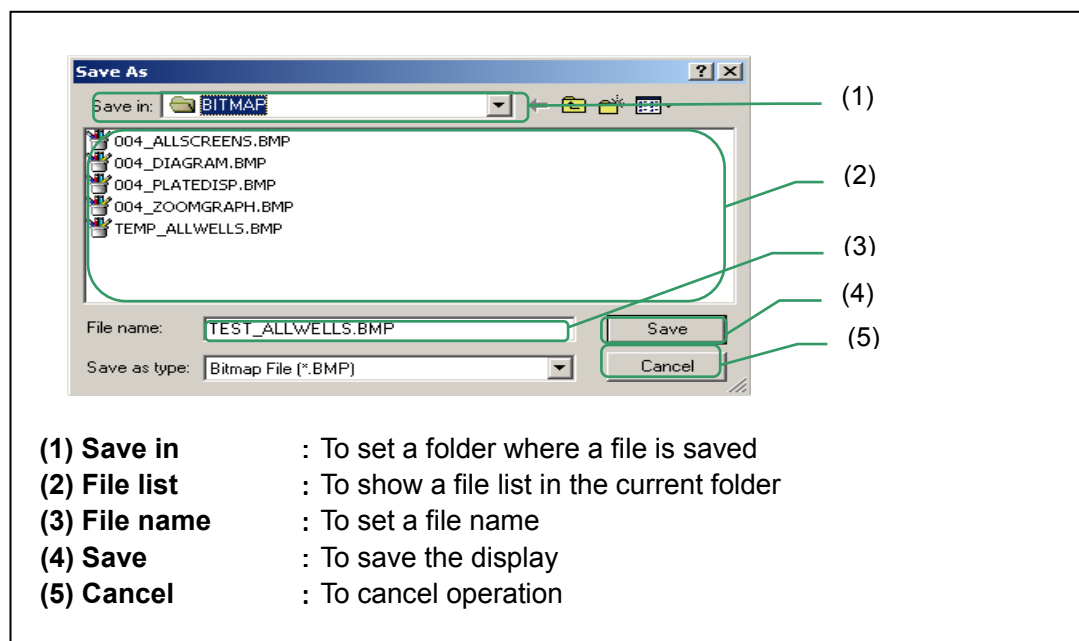 Save As
Save in: BITMAP
(1)
004_ALLSCREENS.BMP
004_DIAGRAM.BMP
004_PLATEDISP.BMP
004_ZOOMGRAPH.BMP
TEMP_ALLWELLS.BMP
(2)
(3)
(4)
File name: TEST_ALLWELLS.BMP Save
(5)
Save as type: Bitmap File (*.BMP) Cancel
(1) Save in : To set a folder where a file is saved
(2) File list : To show a file list in the current folder
(3) File name : To set a file name
(4) Save : To save the display
(5) Cancel : To cancel operation